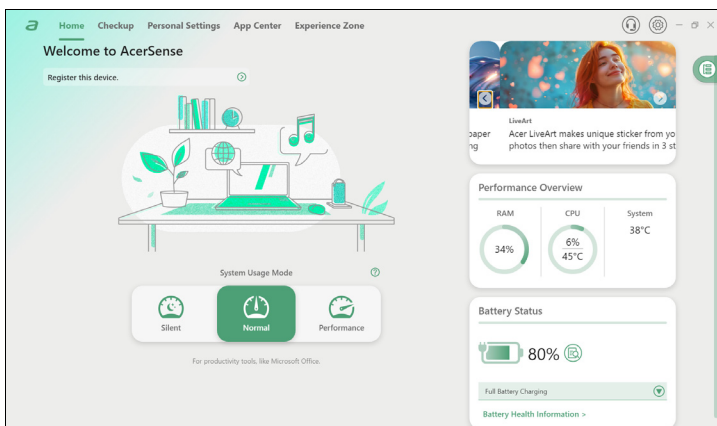 a Home Checkup Personal Settings App Center Experience Zone
Welcome to AcerSense
Register this device.
LiveArt
paper Acer LiveArt makes unique sticker from yo
ng photos then share with your friends in 3 st
Performance Overview
RAM CPU System
34% 6% 38°C
45°C
System Usage Mode
Silent Normal Performance
For productivity tools, like Microsoft Office.
Battery Status
80%
Full Battery Charging
Battery Health Information >